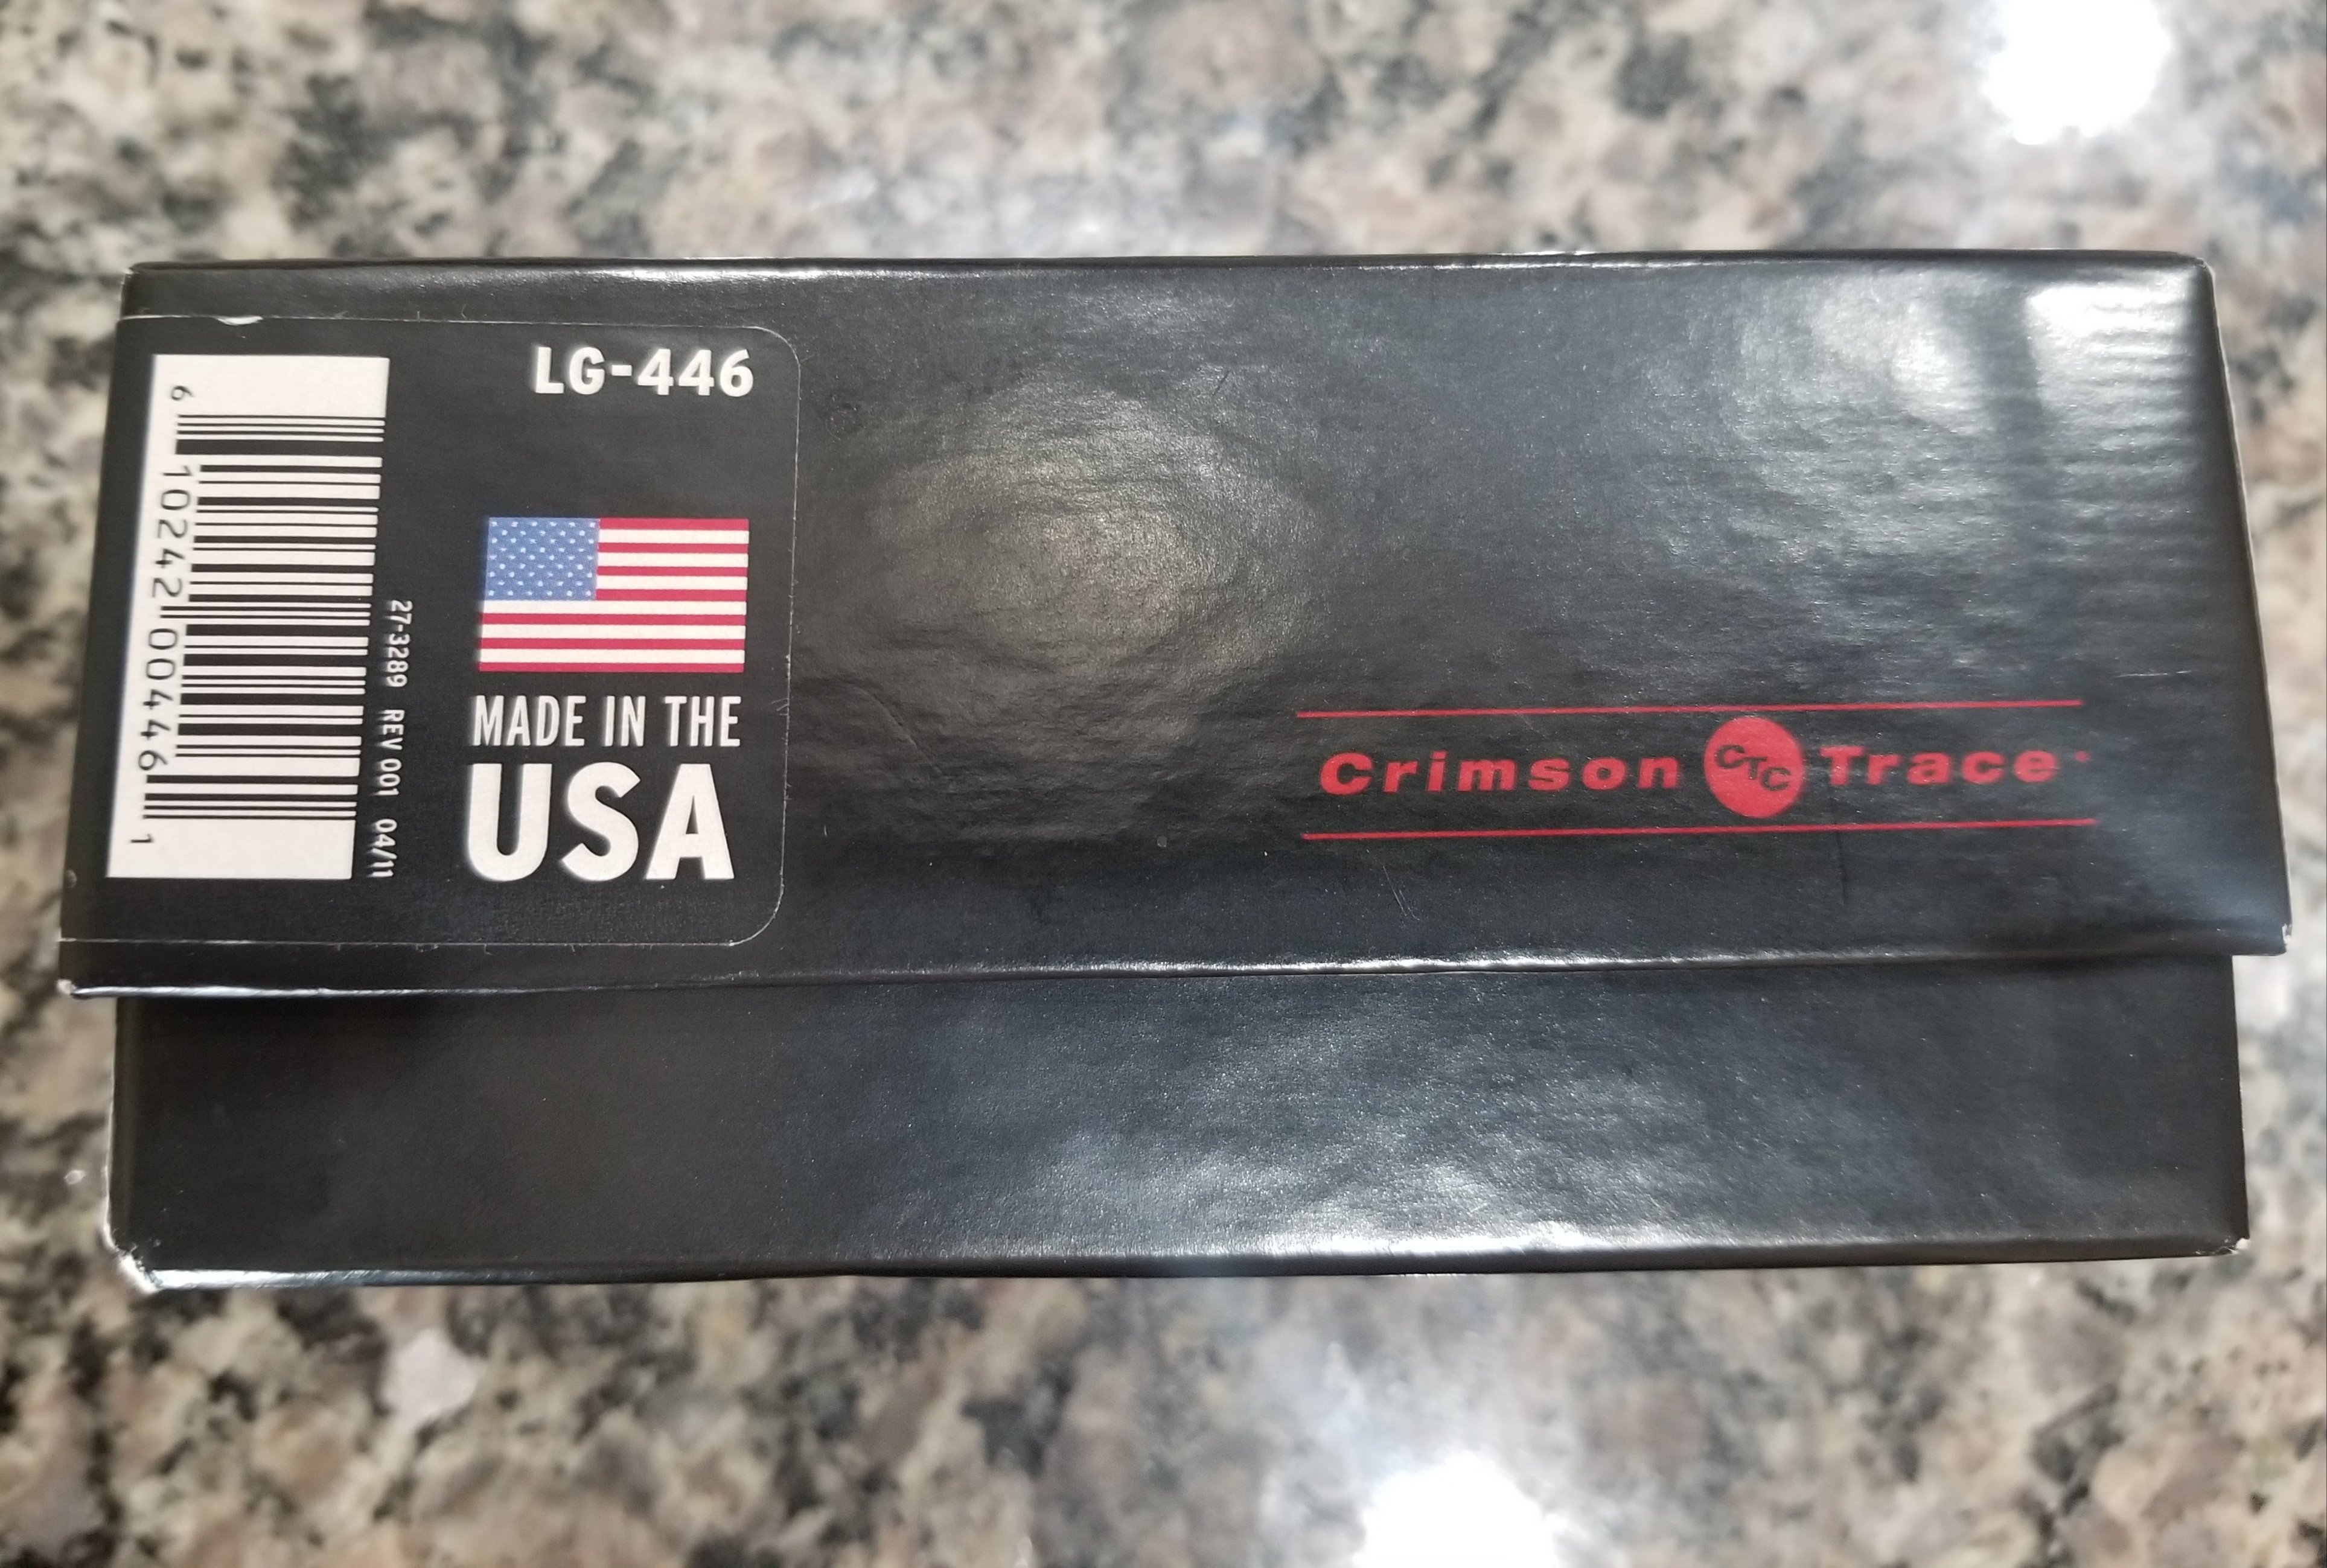 LG-446
MADE IN THE
USA
6 10242 00446 1
27-3289 REV 001 04/11
Crimson CTC Trace